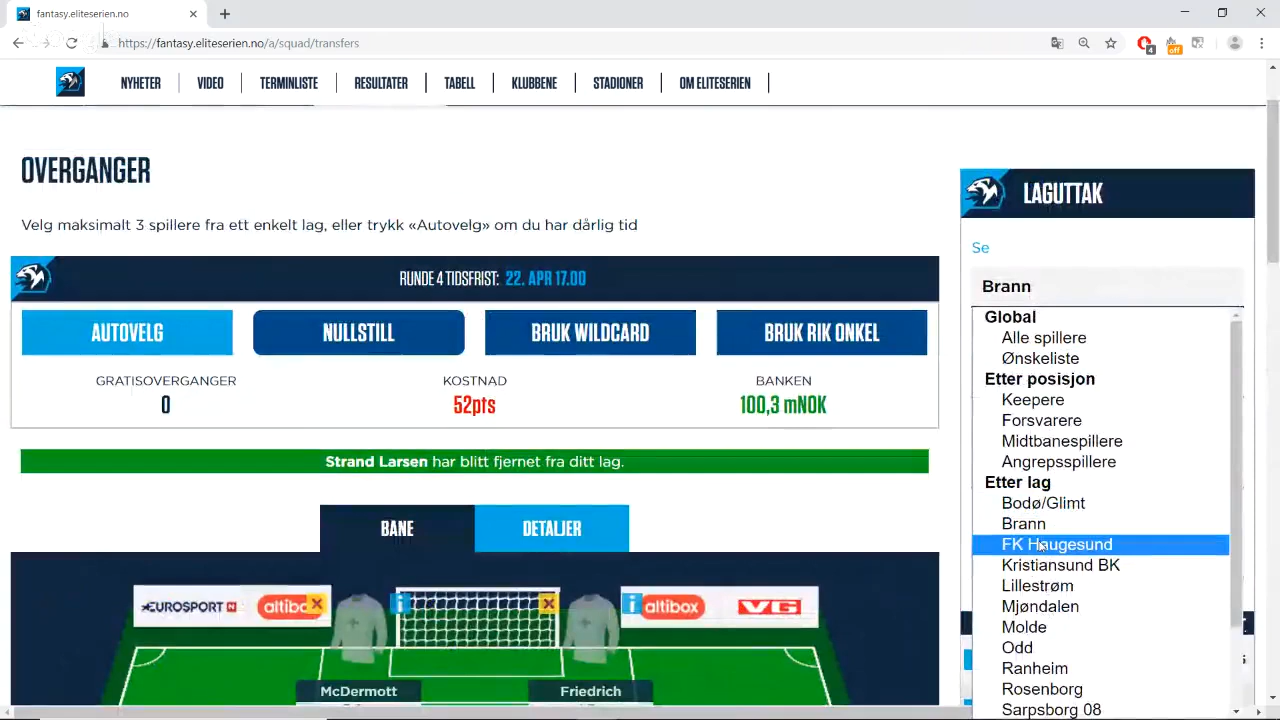 fantasy.eliteserien.no
https://fantasy.eliteserien.no/a/squad/transfers
4
off
NYHETER
VIDEO
TERMINLISTE
RESULTATER
TABELL
KLUBBENE
STADIONER
OM ELITESERIEN
OVERGANGER
Velg maksimalt 3 spillere fra ett enkelt lag, eller trykk «Autovelg» om du har dårlig tid
RUNDE 4 TIDSFRIST: 22. APR 17.00
AUTOVELG
NULLSTILL
BRUK WILDCARD
BRUK RIK ONKEL
GRATISOVERGANGER
KOSTNAD
BANKEN
0
52pts
100,3 mNOK
Strand Larsen har blitt fjernet fra ditt lag.
BANE
DETALJER
EUROSPORT N
altibox
altibox
VG
McDermott
Friedrich
LAGUTTAK
Se
Brann
Global
Alle spillere
Ønskeliste
Etter posisjon
Keepere
Forsvarere
Midtbanespillere
Angrepsspillere
Etter lag
Bodø/Glimt
Brann
FK Haugesund
Kristiansund BK
Lillestrøm
Mjøndalen
Molde
Odd
Ranheim
Rosenborg
Sarpsborg 08